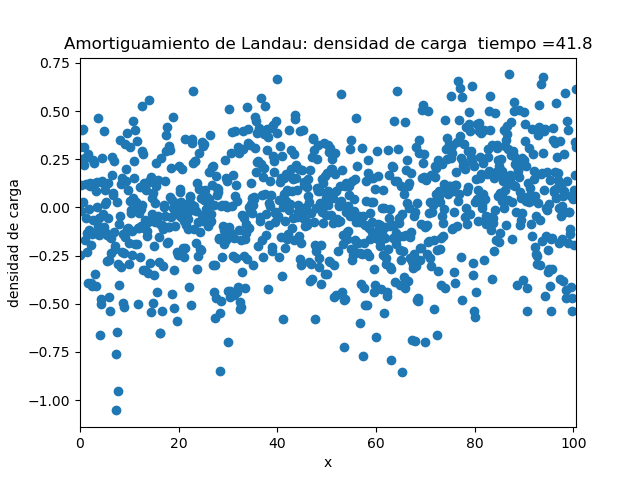 Amortiguamiento de Landau: densidad de carga  tiempo =41.8
densidad de carga
0.75
0.50
0.25
0.00
−0.25
−0.50
−0.75
−1.00
0 20 40 60 80 100
x